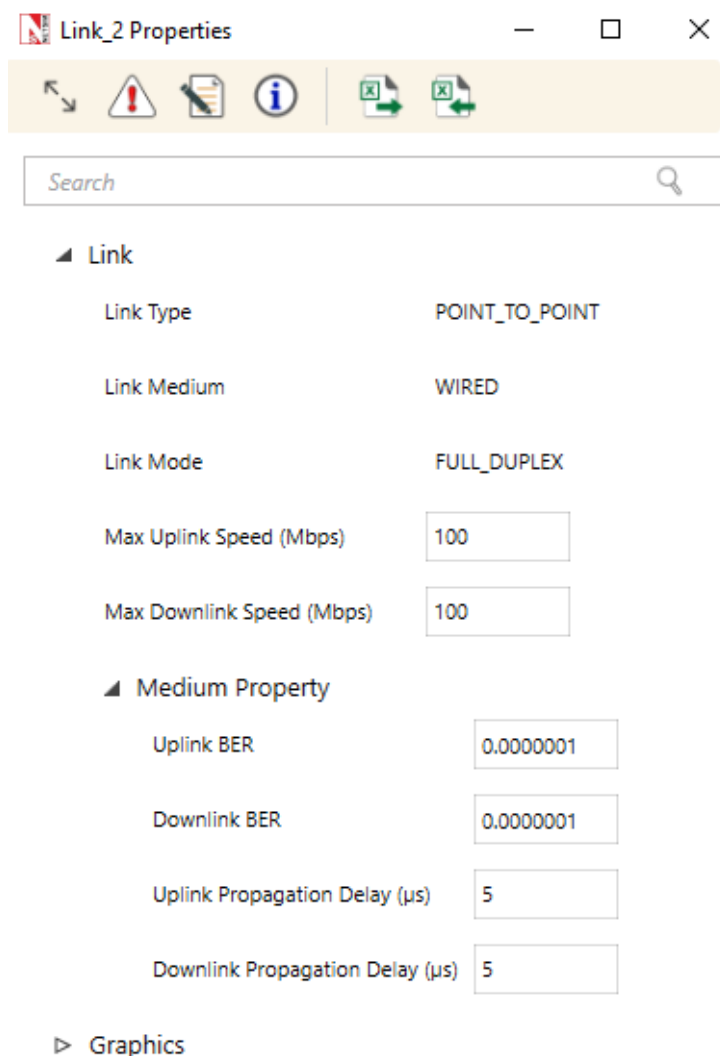 Link_2 Properties
Search
Link
Link Type POINT_TO_POINT
Link Medium WIRED
Link Mode FULL_DUPLEX
Max Uplink Speed (Mbps) 100
Max Downlink Speed (Mbps) 100
Medium Property
Uplink BER 0.0000001
Downlink BER 0.0000001
Uplink Propagation Delay (µs) 5
Downlink Propagation Delay (µs) 5
Graphics